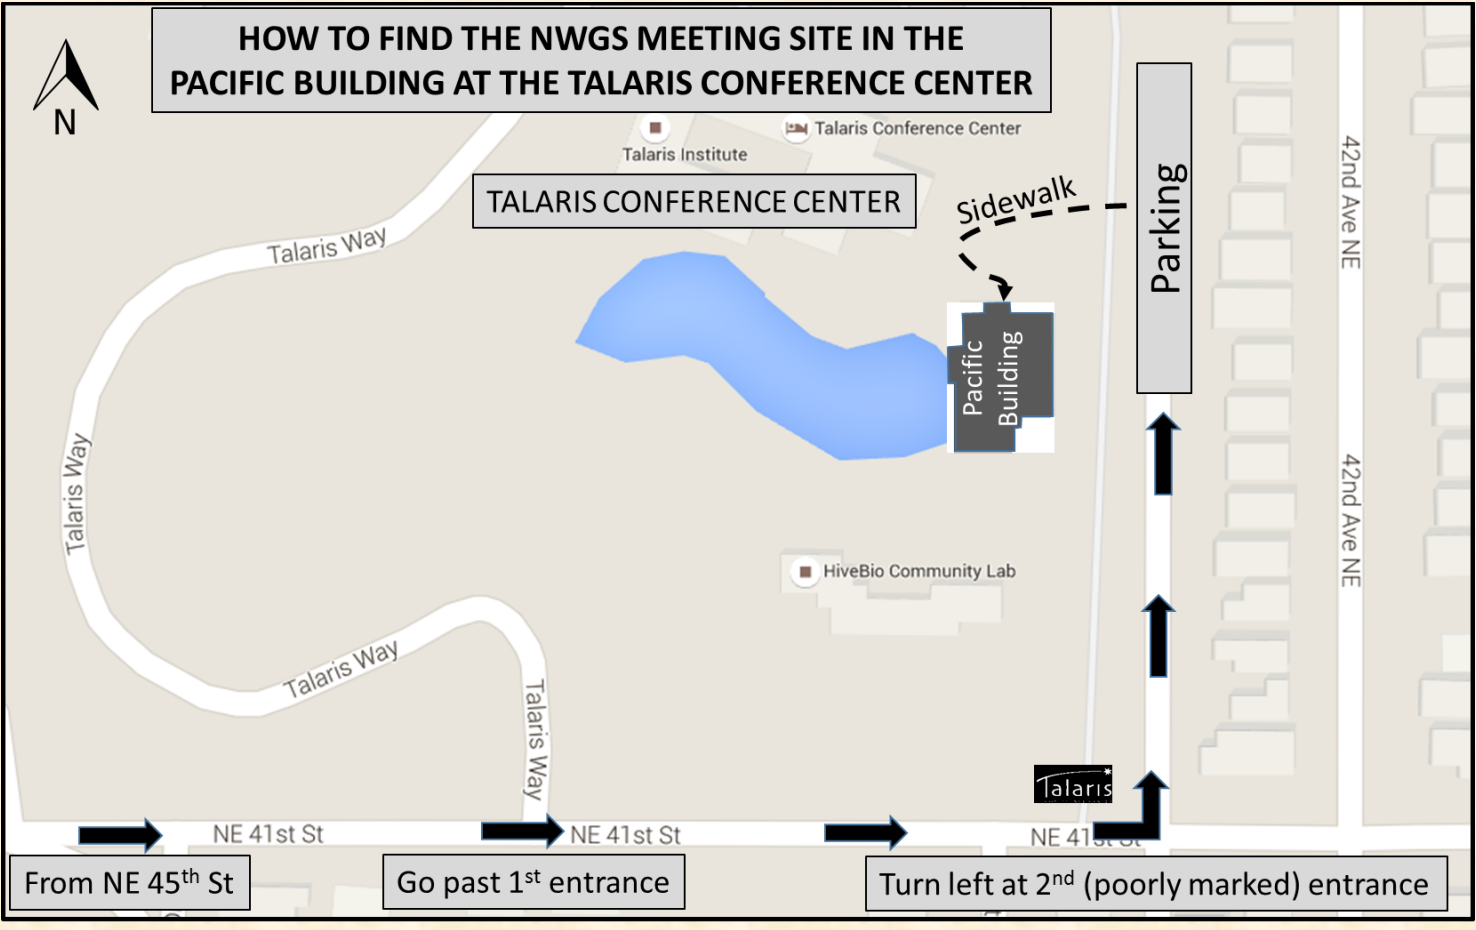 HOW TO FIND THE NWGS MEETING SITE IN THE
PACIFIC BUILDING AT THE TALARIS CONFERENCE CENTER
N
Talaris Conference Center
Talaris Institute
TALARIS CONFERENCE CENTER
Sidewalk
Parking
42nd Ave NE
Talaris Way
Pacific
Building
Talaris Way
42nd Ave NE
HiveBio Community Lab
Talaris Way
Talaris Way
Talaris
NE 41st St
NE 41st St
NE 41st St
From NE 45th St
Go past 1st entrance
Turn left at 2nd (poorly marked) entrance